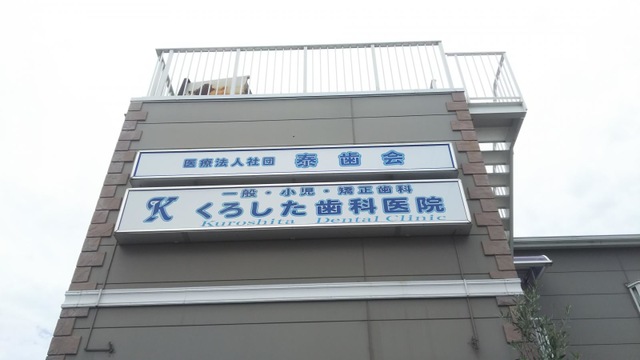 医療法人社団 泰歯会
一般・小児・矯正歯科
K くろした歯科医院
Kuroshita Dental Clinic